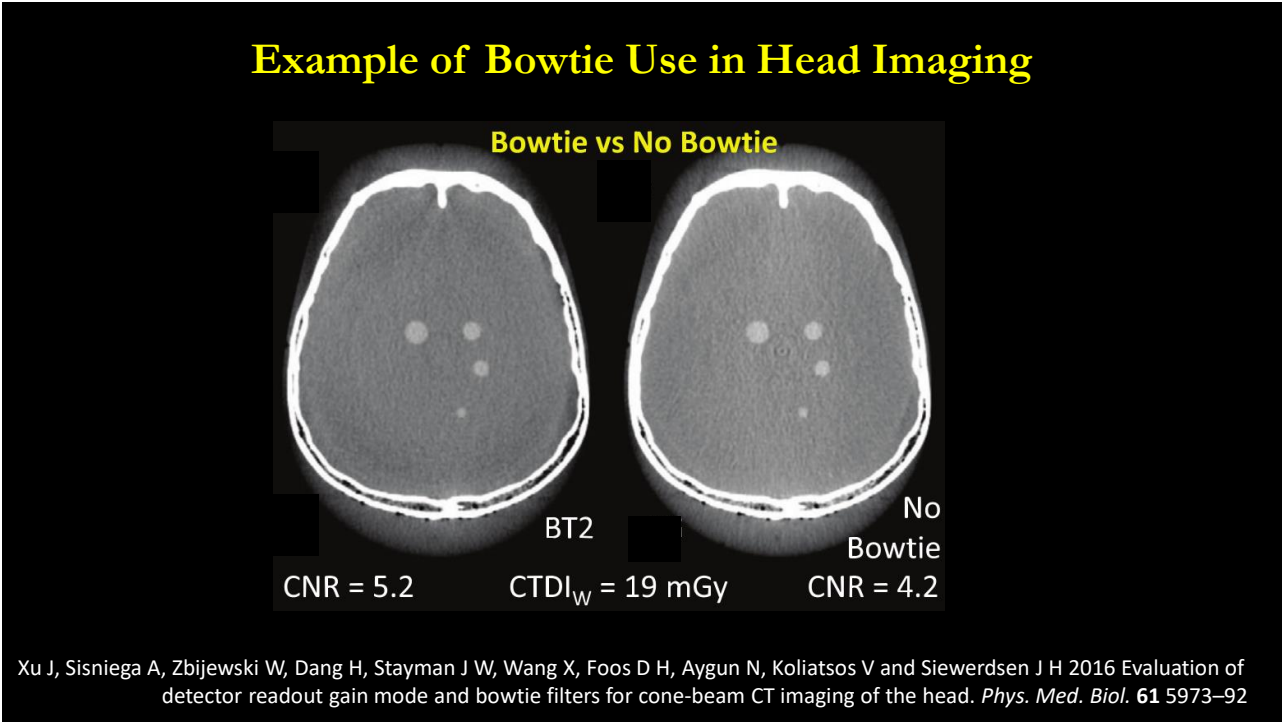 Example of Bowtie Use in Head Imaging
Bowtie vs No Bowtie
BT2
No
Bowtie
CNR = 5.2
CTDIW = 19 mGy
CNR = 4.2
Xu J, Sisniega A, Zbijewski W, Dang H, Stayman J W, Wang X, Foos D H, Aygun N, Koliatsos V and Siewerdsen J H 2016 Evaluation of
detector readout gain mode and bowtie filters for cone-beam CT imaging of the head. Phys. Med. Biol. 61 5973–92